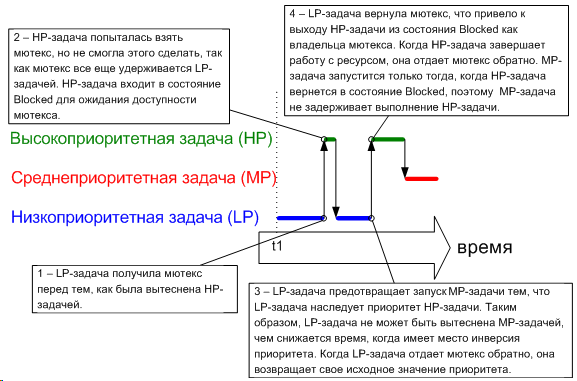 2 – HP-задача попыталась взять
мютекс, но не смогла этого сделать, так
как мютекс все еще удерживается LP-
задачей. HP-задача входит в состояние
Blocked для ожидания доступности
мютекса.
4 – LP-задача вернула мютекс, что привело к
выходу HP-задачи из состояния Blocked как
владельца мютекса. Когда HP-задача завершает
работу с ресурсом, она отдает мютекс обратно. MP-
задача запустится только тогда, когда HP-задача
вернется в состояние Blocked, поэтому MP-задача
не задерживает выполнение HP-задачи.
Высокоприоритетная задача (HP)
Среднеприоритетная задача (MP)
Низкоприоритетная задача (LP)
t1
время
1 – LP-задача получила мютекс
перед тем, как была вытеснена HP-
задачей.
3 – LP-задача предотвращает запуск MP-задачи тем, что
LP-задача наследует приоритет HP-задачи. Таким
образом, LP-задача не может быть вытеснена MP-задачей,
чем снижается время, когда имеет место инверсия
приоритета. Когда LP-задача отдает мютекс обратно, она
возвращает свое исходное значение приоритета.